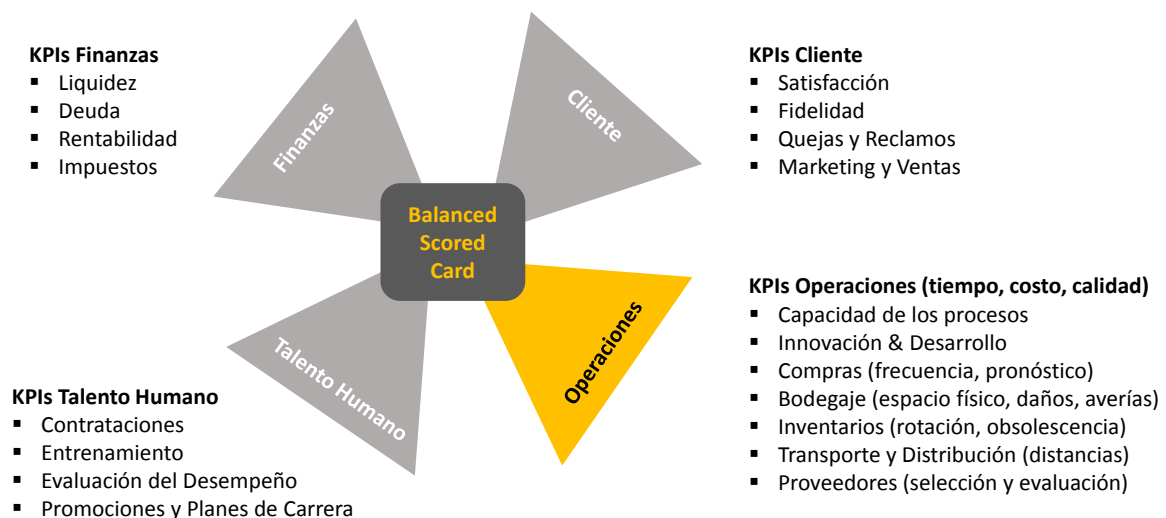 KPIs Finanzas
▪ Liquidez
▪ Deuda
▪ Rentabilidad
▪ Impuestos
Finanzas
Cliente
KPIs Cliente
▪ Satisfacción
▪ Fidelidad
▪ Quejas y Reclamos
▪ Marketing y Ventas
Balanced
Scored
Card
Talento Humano
Operaciones
KPIs Talento Humano
▪ Contrataciones
▪ Entrenamiento
▪ Evaluación del Desempeño
▪ Promociones y Planes de Carrera
KPIs Operaciones (tiempo, costo, calidad)
▪ Capacidad de los procesos
▪ Innovación & Desarrollo
▪ Compras (frecuencia, pronóstico)
▪ Bodegaje (espacio físico, daños, averías)
▪ Inventarios (rotación, obsolescencia)
▪ Transporte y Distribución (distancias)
▪ Proveedores (selección y evaluación)